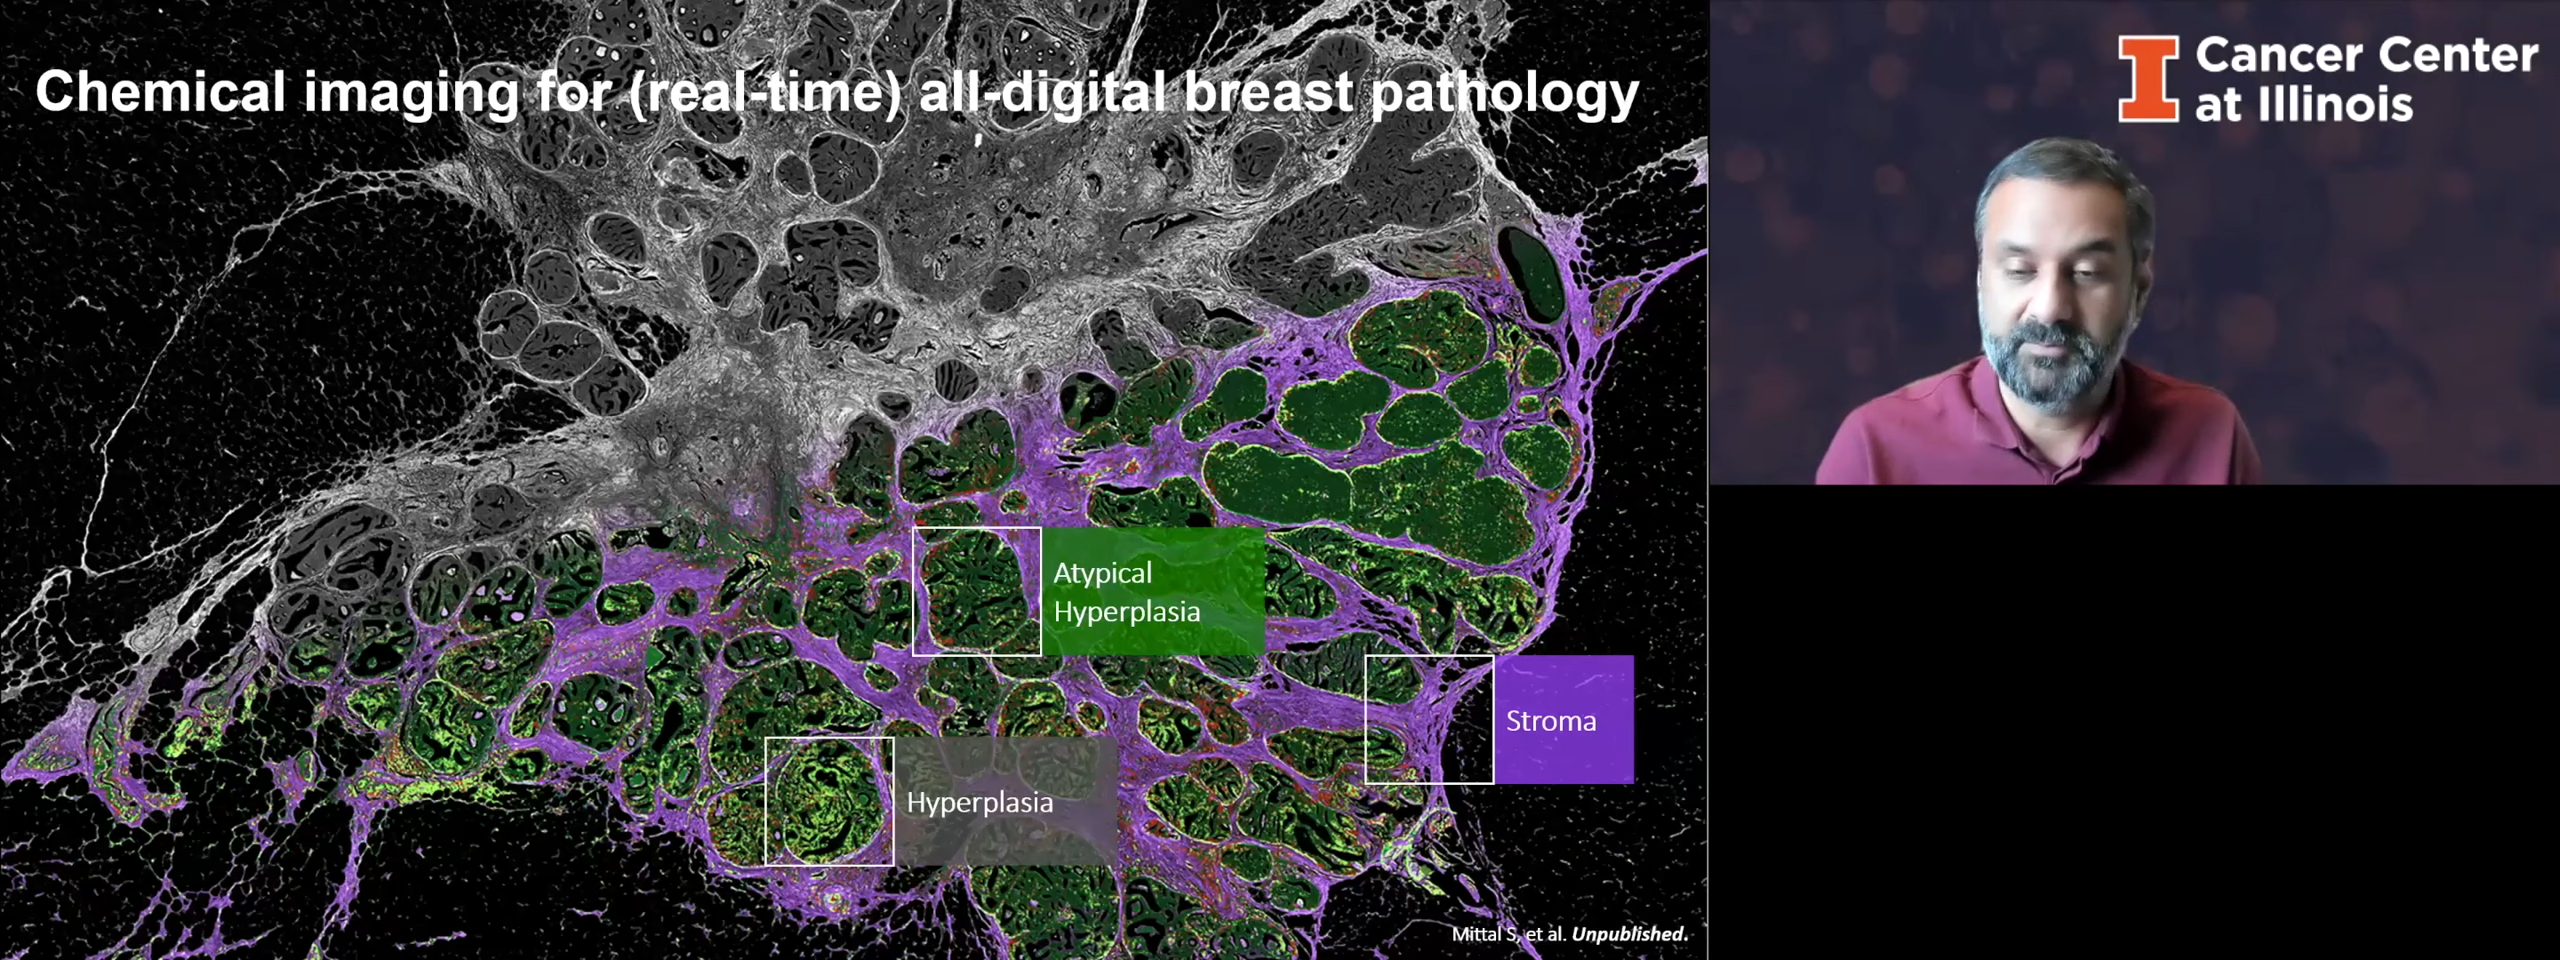 Chemical imaging for (real-time) all-digital breast pathology
Cancer Center
at Illinois
Atypical
Hyperplasia
Stroma
Hyperplasia
Mittal S, et al. Unpublished.